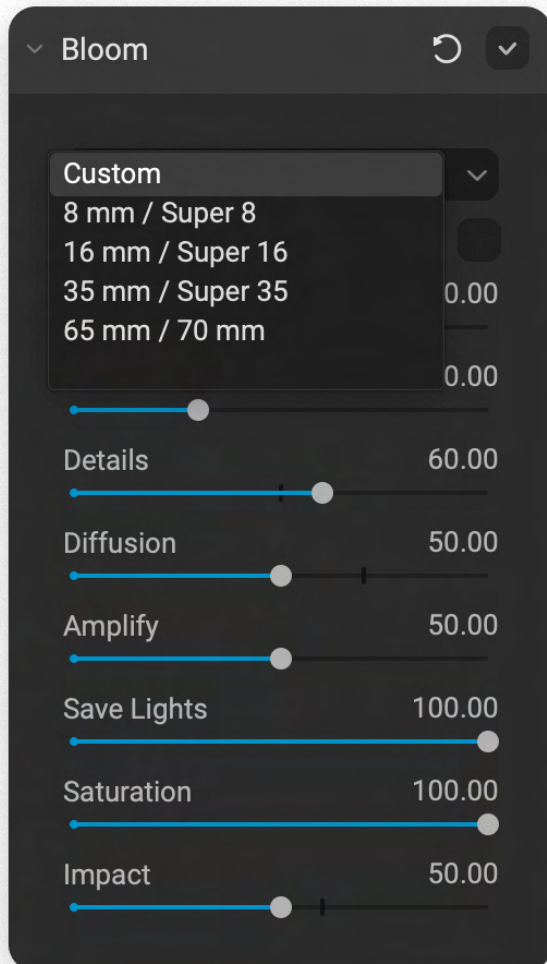 Bloom
Custom
8 mm / Super 8
16 mm / Super 16
35 mm / Super 35
0.00
65 mm / 70 mm
0.00
Details 60.00
Diffusion 50.00
Amplify 50.00
Save Lights 100.00
Saturation 100.00
Impact 50.00